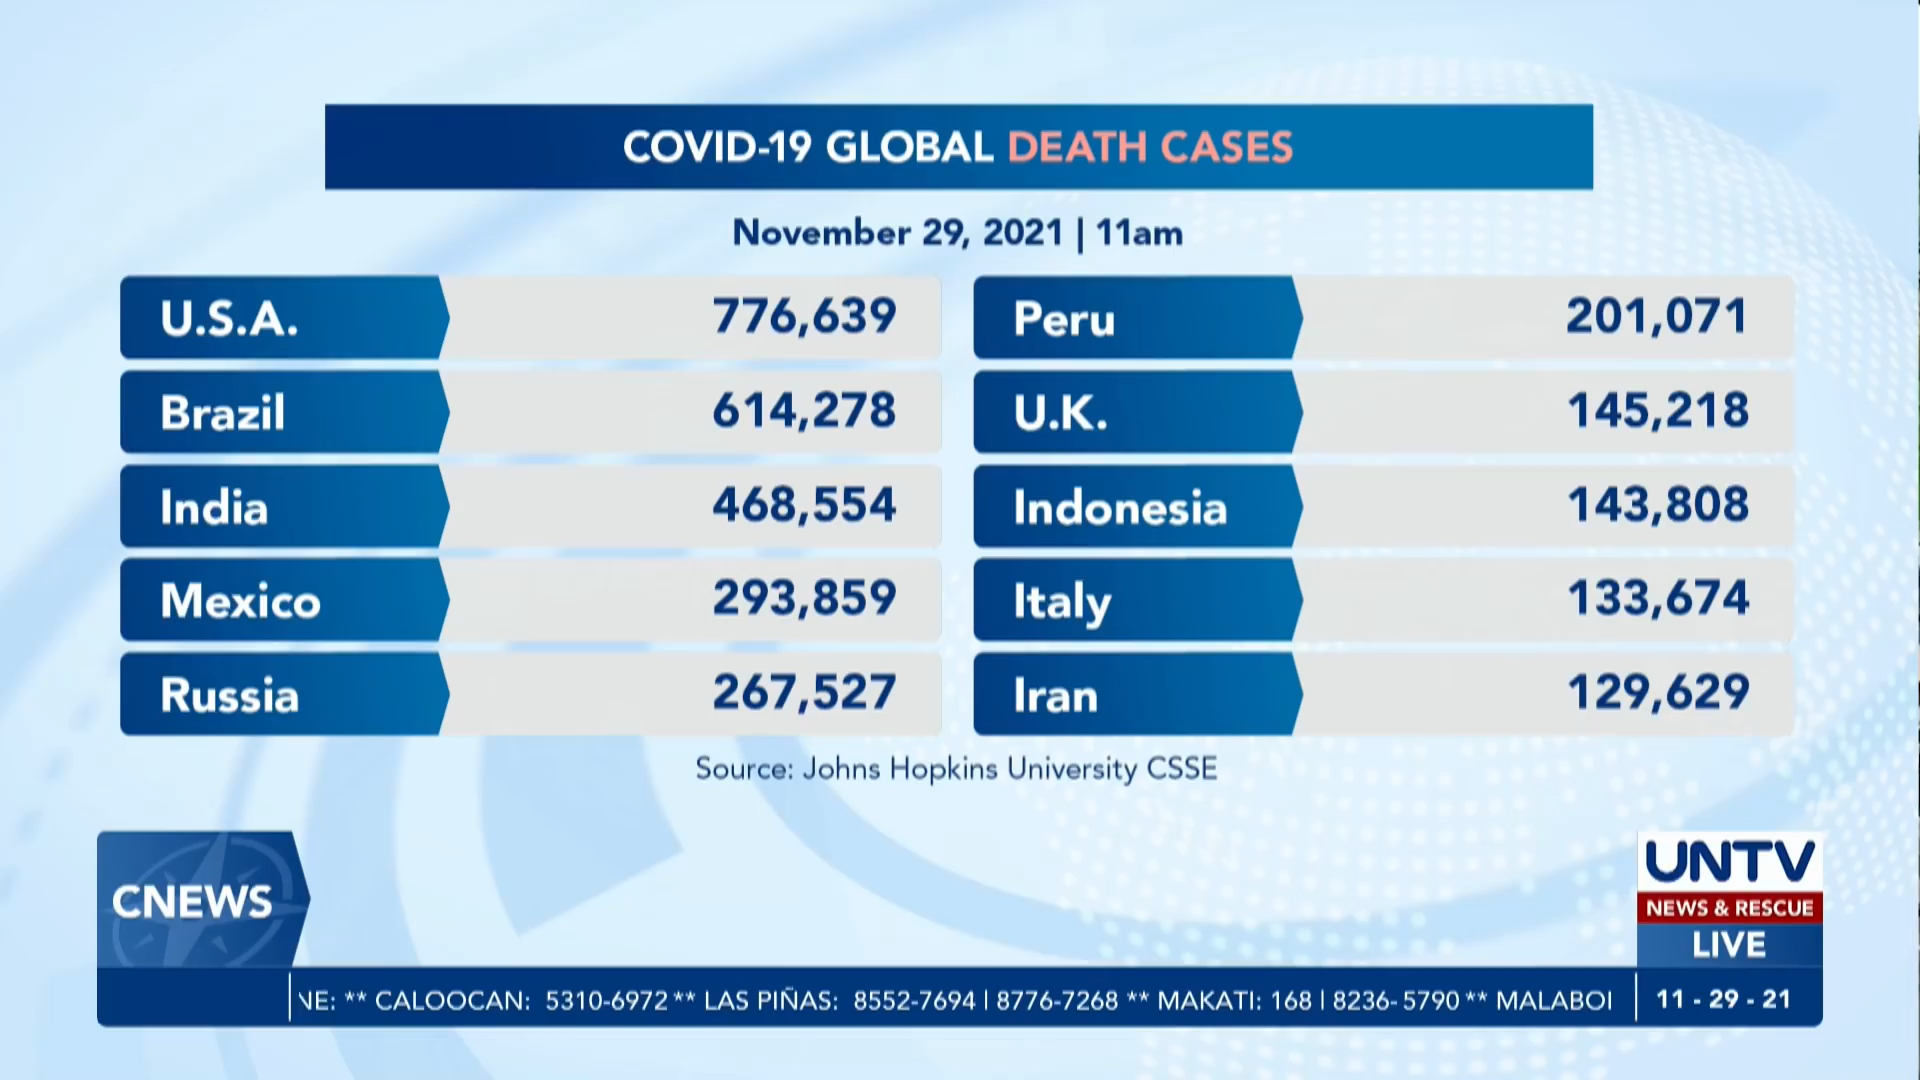 COVID-19 GLOBAL DEATH CASES
November 29, 2021 | 11am
U.S.A. 776,639
Brazil 614,278
India 468,554
Mexico 293,859
Russia 267,527
Peru 201,071
U.K. 145,218
Indonesia 143,808
Italy 133,674
Iran 129,629
Source: Johns Hopkins University CSSE
CNEWS
UNTV
NEWS & RESCUE
LIVE
NE: ** CALOOCAN: 5310-6972 ** LAS PIÑAS: 8552-7694 | 8776-7268 ** MAKATI: 168 | 8236-5790 ** MALABO
11 - 29 - 21